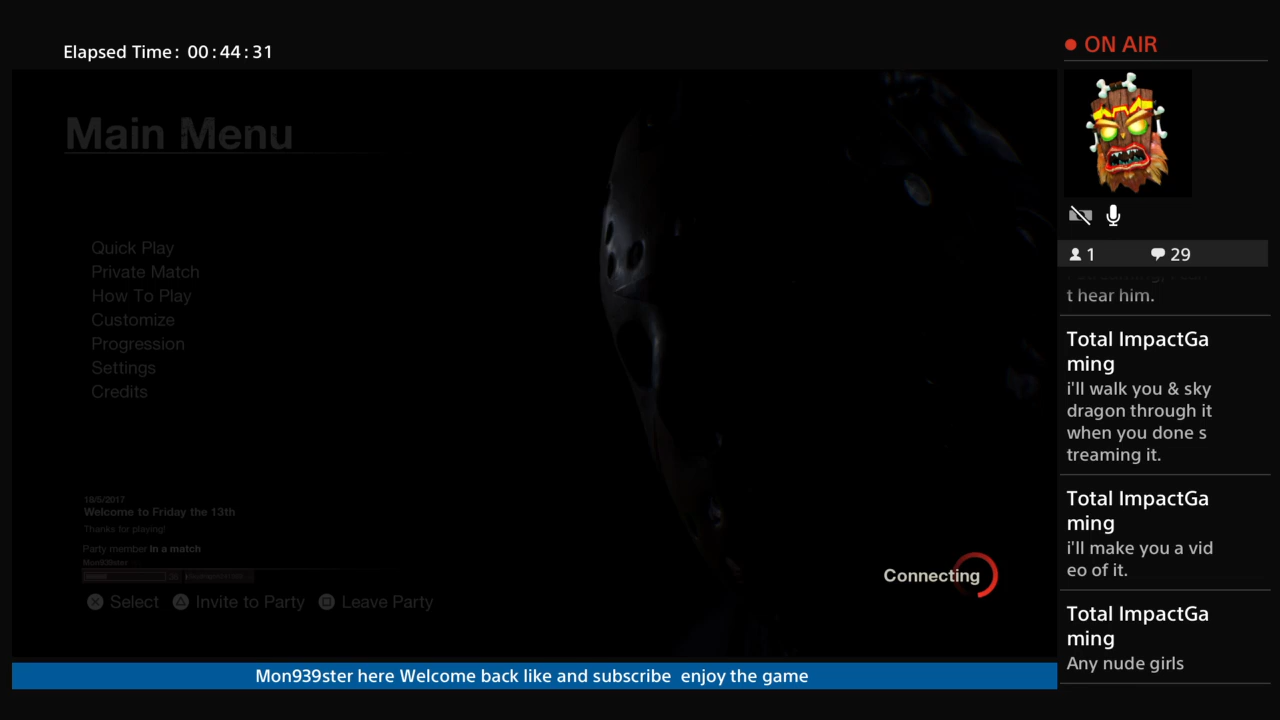 Elapsed Time: 00:44:31
ON AIR
Main Menu
Quick Play
Private Match
How To Play
Customize
Progression
Settings
Credits
16/5/2017
Welcome to Friday the 13th
Thanks for playing!
Party member In a match
Mon939ster
Select
Invite to Party
Leave Party
Connecting
Mon939ster here Welcome back like and subscribe enjoy the game
1
29
t hear him.
Total ImpactGa
ming
i'll walk you & sky
dragon through it
when you done s
treaming it.
Total ImpactGa
ming
i'll make you a vid
eo of it.
Total ImpactGa
ming
Any nude girls